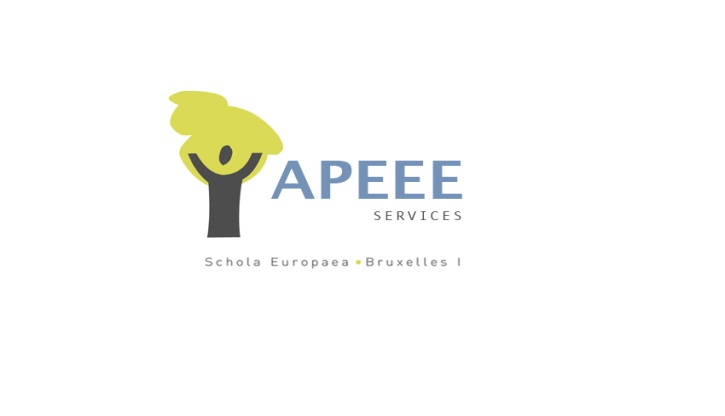 APEEE
SERVICES
Schola Europaea • Bruxelles I